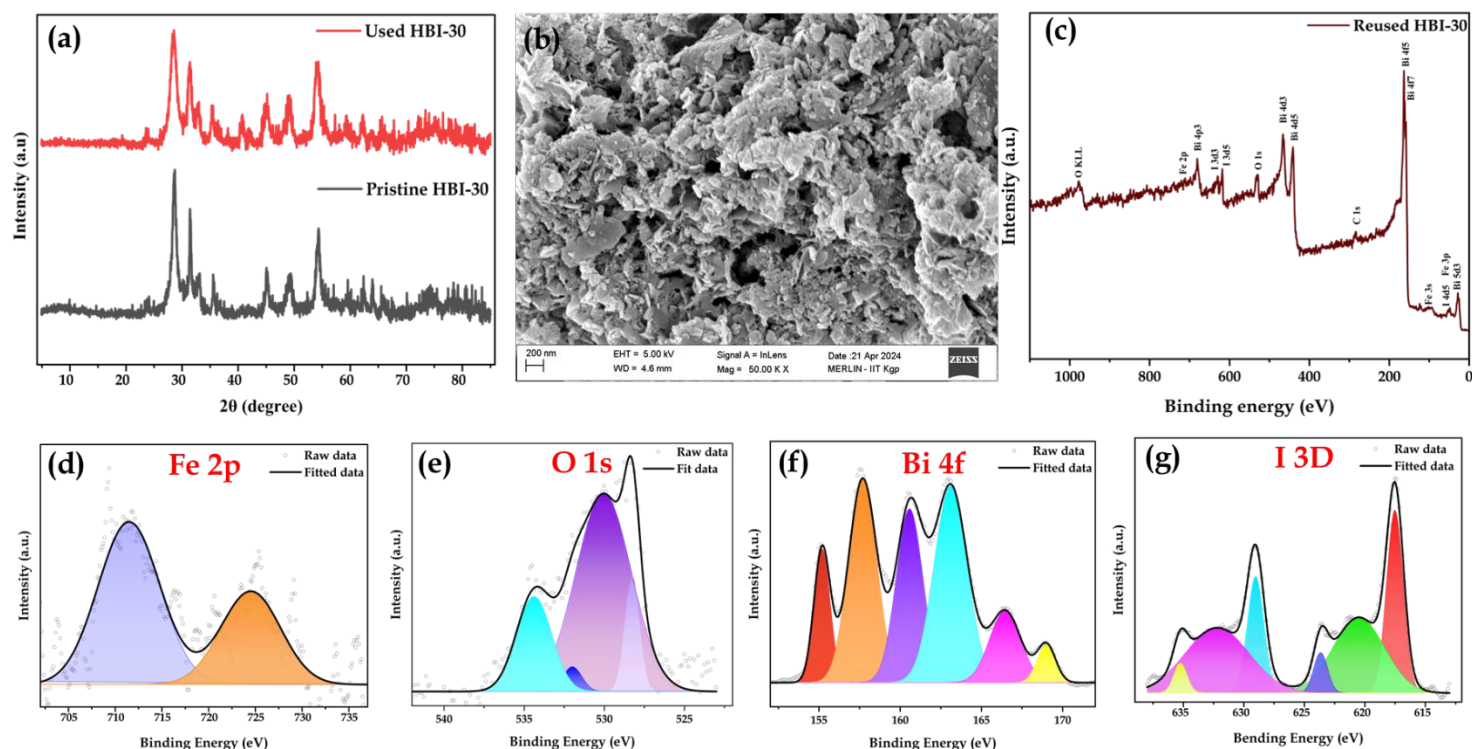 (a)
Used HBI-30
Pristine HBI-30
Intensity (a.u)
5 10 20 30 40 50 60 70 80
2θ (degree)
(b)
200 nm
EHT = 5.00 kV
WD = 4.6 mm
Signal A = InLens
Mag = 50.00 K X
Date :21 Apr 2024
MERLIN - IIT Kgp
ZEISS
(c)
Reused HBI-30
O KLL
Fe 2p
Bi 4p3
I 3d3
I 3d5
O 1s
Bi 4d3
Bi 4d5
C 1s
Bi 4f5
Bi 4f7
Fe 3s
I 4d5
Fe 3p
Bi 5d3
Intensity (a.u.)
1000 800 600 400 200 0
Binding energy (eV)
(d)
Fe 2p
Raw data
Fitted data
Intensity (a.u.)
705 710 715 720 725 730 735
Binding Energy (eV)
(e)
O 1s
Raw data
Fit data
Intensity (a.u.)
540 535 530 525
Binding Energy (eV)
(f)
Bi 4f
Raw data
Fitted data
Intensity (a.u.)
155 160 165 170
Binding Energy (eV)
(g)
I 3D
Raw data
Fitted data
Intensity (a.u.)
635 630 625 620 615
Bending Energy (eV)